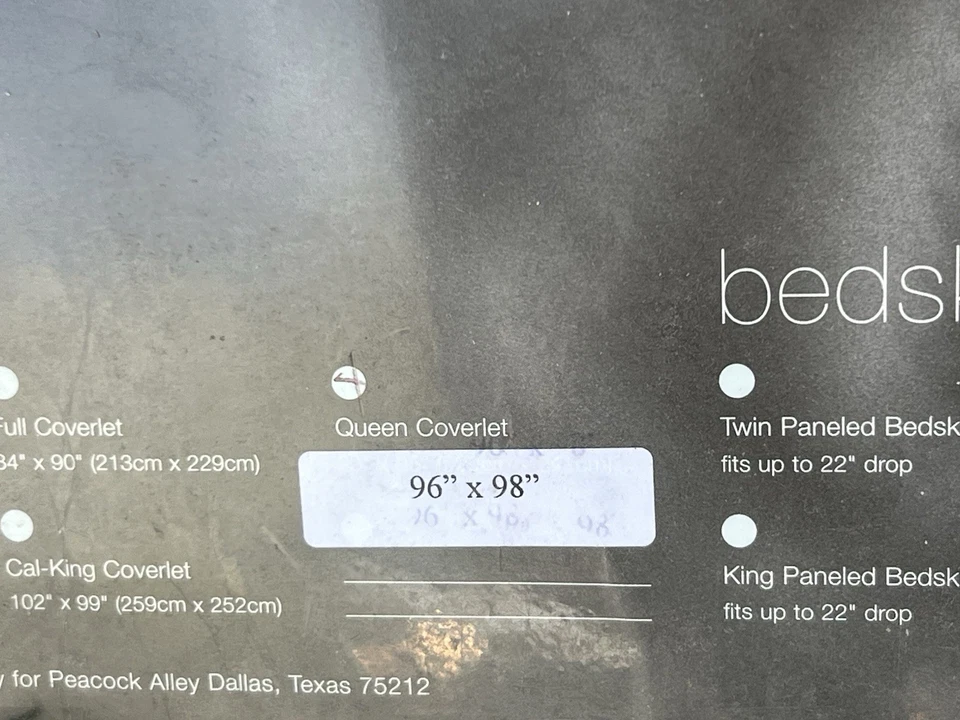 beds
Full Coverlet
84" x 90" (213cm x 229cm)
Queen Coverlet
96” x 98”
Twin Paneled Bedsk
fits up to 22" drop
Cal-King Coverlet
102" x 99" (259cm x 252cm)
King Paneled Bedsk
fits up to 22" drop
for Peacock Alley Dallas, Texas 75212